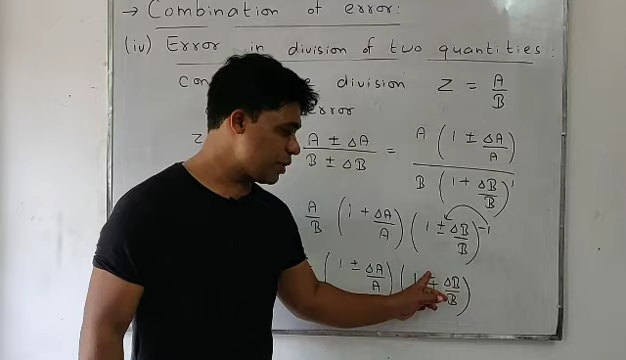 → Combination of error:
(iv) Error in division of two quantities:
division Z = A/B
error
Z A ± ΔA / B ± ΔB = A (1 ± ΔA/A) / B (1 + ΔB/B)¹
A/B (1 + ΔA/A) (1 ± ΔB/B)⁻¹
(1 ± ΔA/A) (1 ∓ ΔB/B)